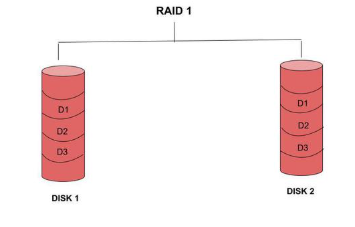 RAID 1
D1
D2
D3
DISK 1
D1
D2
D3
DISK 2